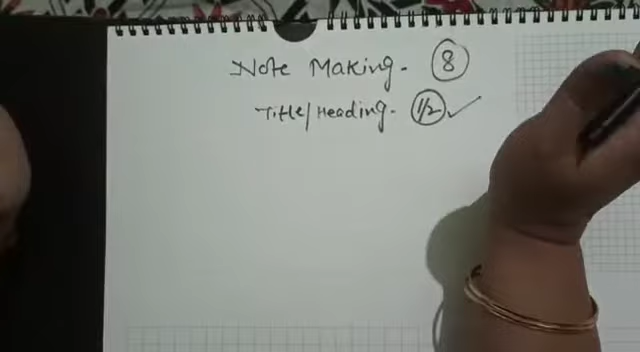 Note Making. 8
Title/Heading. 1/2 ✓